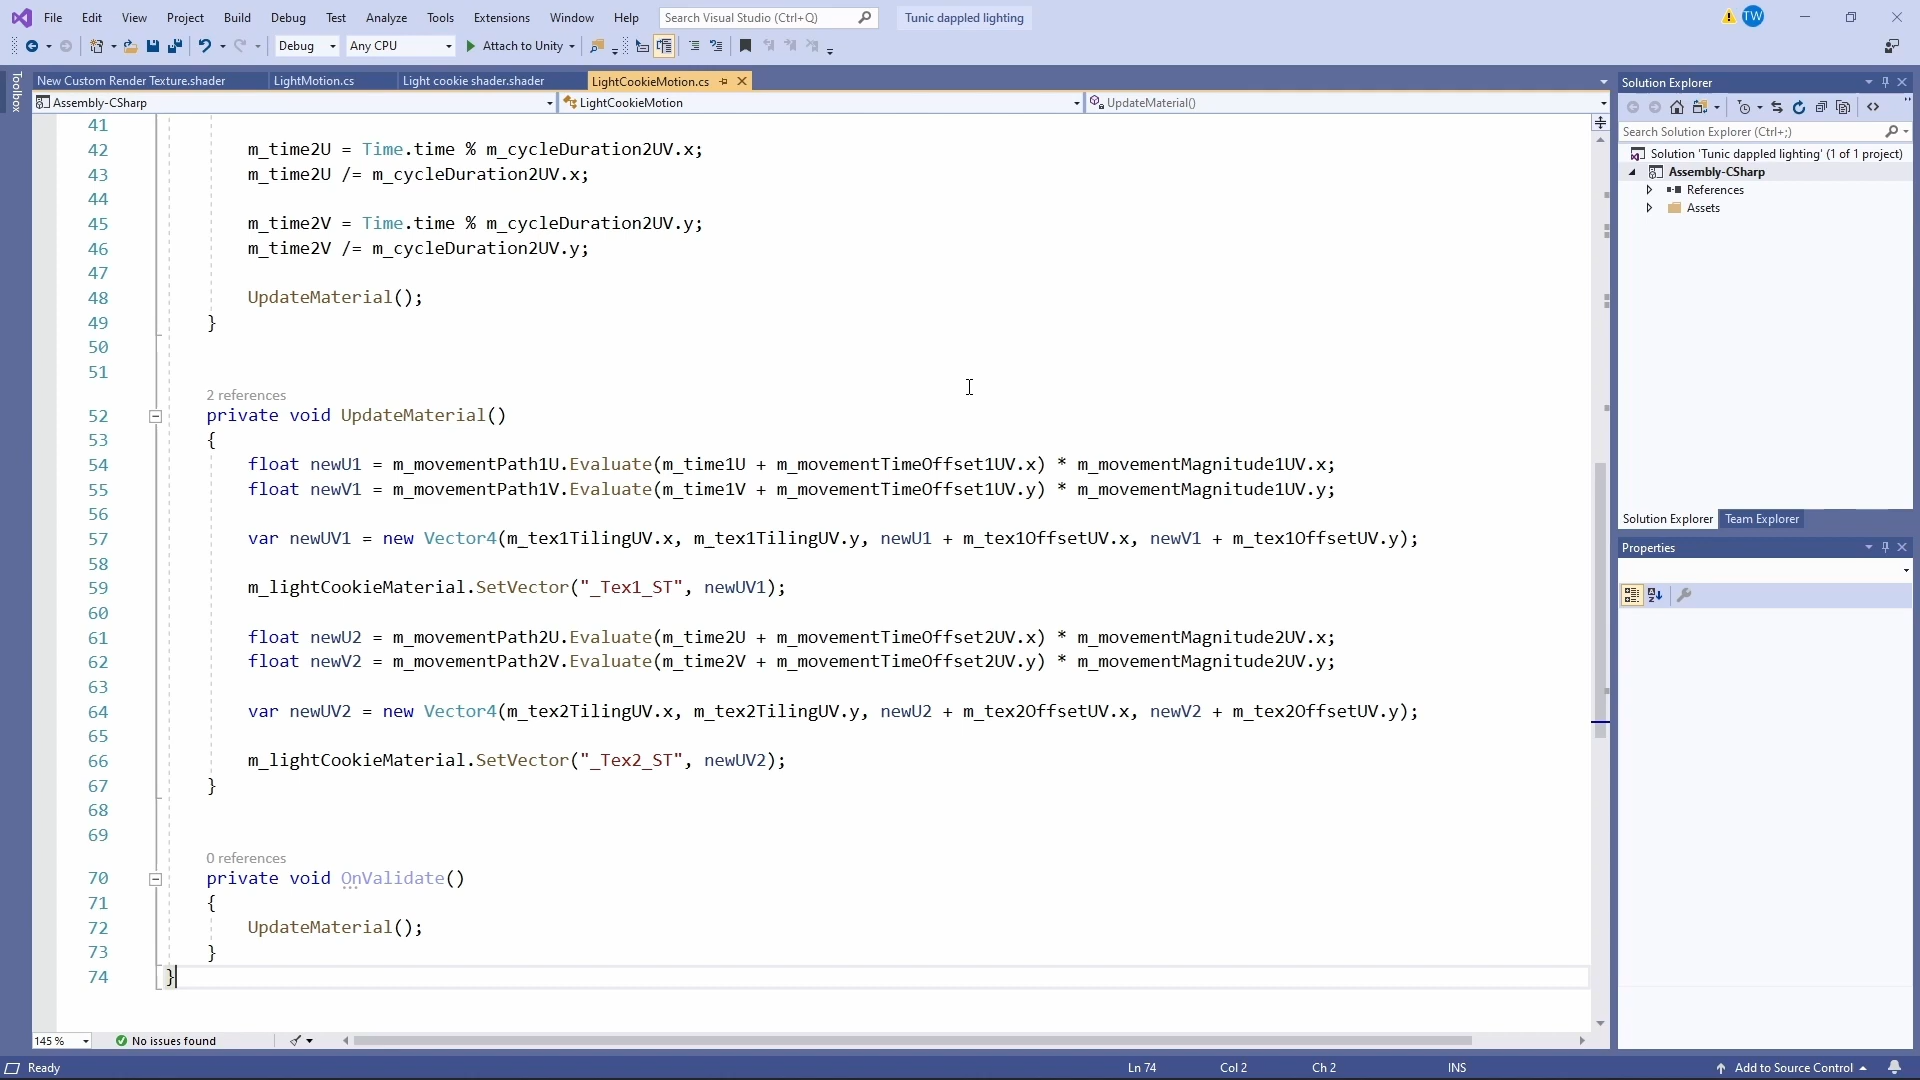 File Edit View Project Build Debug Test Analyze Tools Extensions Window Help Search Visual Studio (Ctrl+Q) Tunic dappled lighting TW
Debug Any CPU Attach to Unity
Toolbox
New Custom Render Texture.shader LightMotion.cs Light cookie shader.shader LightCookieMotion.cs
Assembly-CSharp LightCookieMotion UpdateMaterial()
41
42 m_time2U = Time.time % m_cycleDuration2UV.x;
43 m_time2U /= m_cycleDuration2UV.x;
44
45 m_time2V = Time.time % m_cycleDuration2UV.y;
46 m_time2V /= m_cycleDuration2UV.y;
47
48 UpdateMaterial();
49 }
50
51
2 references
52 private void UpdateMaterial()
53 {
54 float newU1 = m_movementPath1U.Evaluate(m_time1U + m_movementTimeOffset1UV.x) * m_movementMagnitude1UV.x;
55 float newV1 = m_movementPath1V.Evaluate(m_time1V + m_movementTimeOffset1UV.y) * m_movementMagnitude1UV.y;
56
57 var newUV1 = new Vector4(m_tex1TilingUV.x, m_tex1TilingUV.y, newU1 + m_tex1OffsetUV.x, newV1 + m_tex1OffsetUV.y);
58
59 m_lightCookieMaterial.SetVector("_Tex1_ST", newUV1);
60
61 float newU2 = m_movementPath2U.Evaluate(m_time2U + m_movementTimeOffset2UV.x) * m_movementMagnitude2UV.x;
62 float newV2 = m_movementPath2V.Evaluate(m_time2V + m_movementTimeOffset2UV.y) * m_movementMagnitude2UV.y;
63
64 var newUV2 = new Vector4(m_tex2TilingUV.x, m_tex2TilingUV.y, newU2 + m_tex2OffsetUV.x, newV2 + m_tex2OffsetUV.y);
65
66 m_lightCookieMaterial.SetVector("_Tex2_ST", newUV2);
67 }
68
69
0 references
70 private void OnValidate()
71 {
72 UpdateMaterial();
73 }
74 }
145 % No issues found
Solution Explorer
Search Solution Explorer (Ctrl+;)
Solution 'Tunic dappled lighting' (1 of 1 project)
Assembly-CSharp
References
Assets
Solution Explorer Team Explorer
Properties
Ready Ln 74 Col 2 Ch 2 INS Add to Source Control